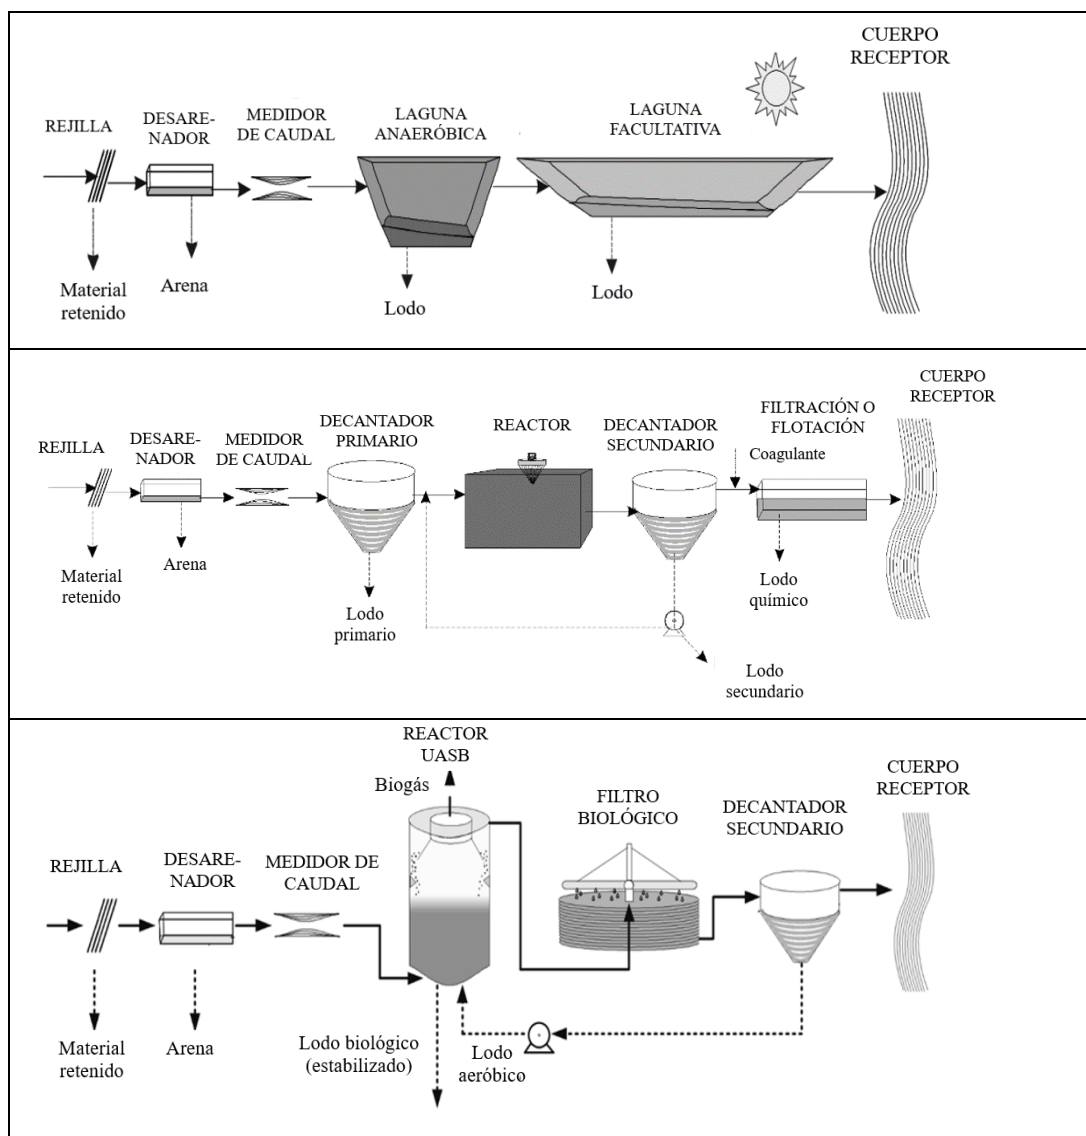 CUERPO
RECEPTOR
REJILLA
DESARE-
NADOR
MEDIDOR
DE CAUDAL
LAGUNA
ANAERÓBICA
LAGUNA
FACULTATIVA
Material
retenido
Arena
Lodo
Lodo
CUERPO
RECEPTOR
REJILLA
DESARE-
NADOR
MEDIDOR
DE CAUDAL
DECANTADOR
PRIMARIO
REACTOR
DECANTADOR
SECUNDARIO
FILTRACIÓN O
FLOTACIÓN
Coagulante
Material
retenido
Arena
Lodo
primario
Lodo
químico
Lodo
secundario
REACTOR
UASB
Biogás
REJILLA
DESARE-
NADOR
MEDIDOR DE
CAUDAL
FILTRO
BIOLÓGICO
DECANTADOR
SECUNDARIO
CUERPO
RECEPTOR
Material
retenido
Arena
Lodo biológico
(estabilizado)
Lodo
aeróbico